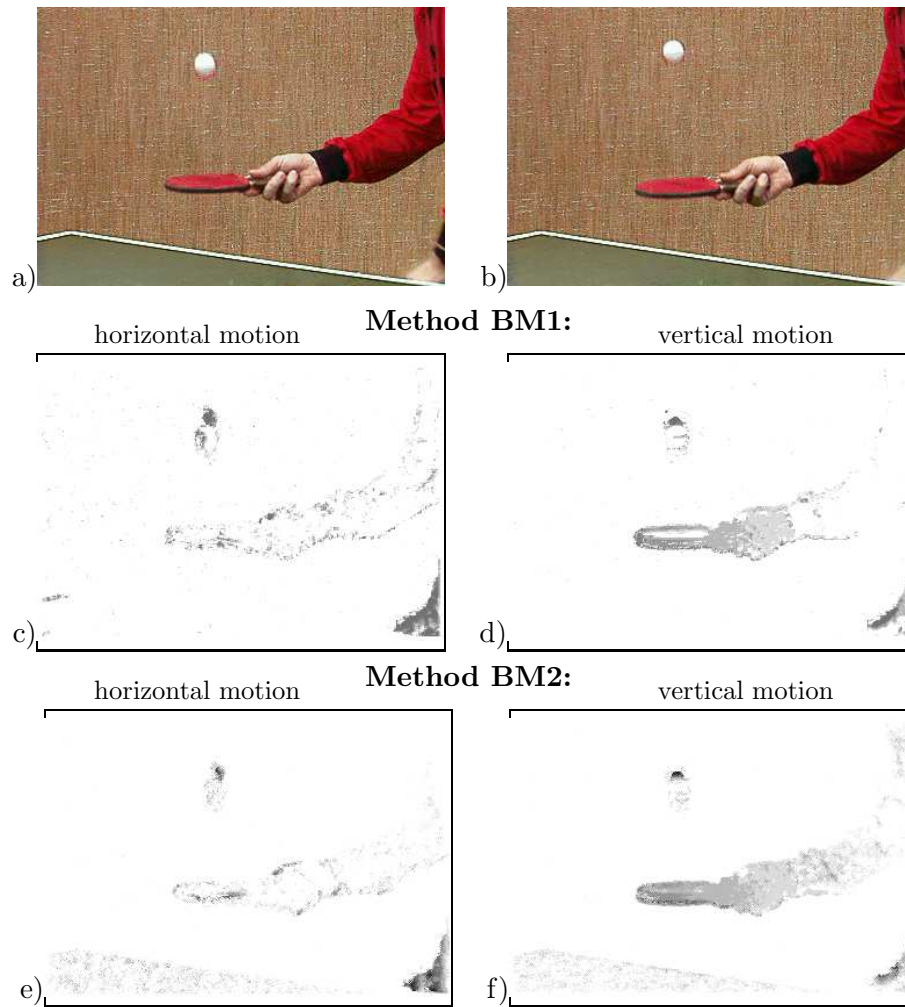 a)
b)
Method BM1:
horizontal motion
vertical motion
c)
d)
Method BM2:
horizontal motion
vertical motion
e)
f)